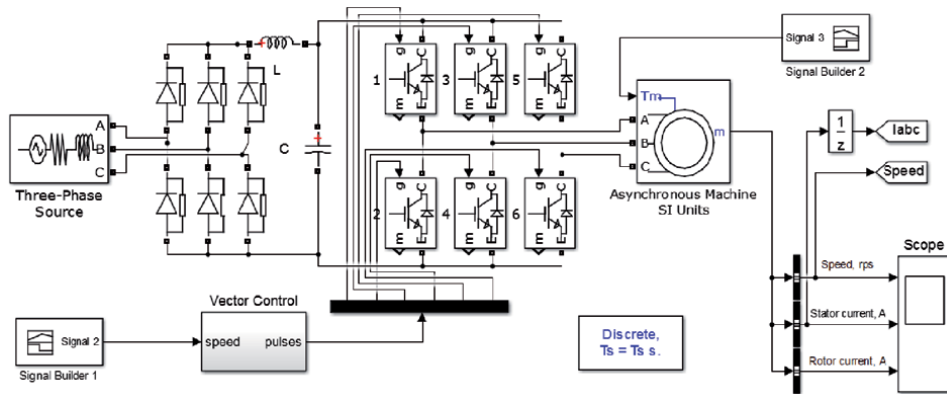 Three-Phase
Source
A
B
C
L
C
g
C
1
m
E
g
C
3
m
E
g
C
5
m
E
g
C
2
m
E
g
C
4
m
E
g
C
6
m
E
Signal 3
Signal Builder 2
Tm
A
B
C
m
Asynchronous Machine
SI Units
1
z
Iabc
Speed
Scope
Speed, rps
Stator current, A
Rotor current, A
Vector Control
speed
pulses
Signal 2
Signal Builder 1
Discrete,
Ts = Ts s.